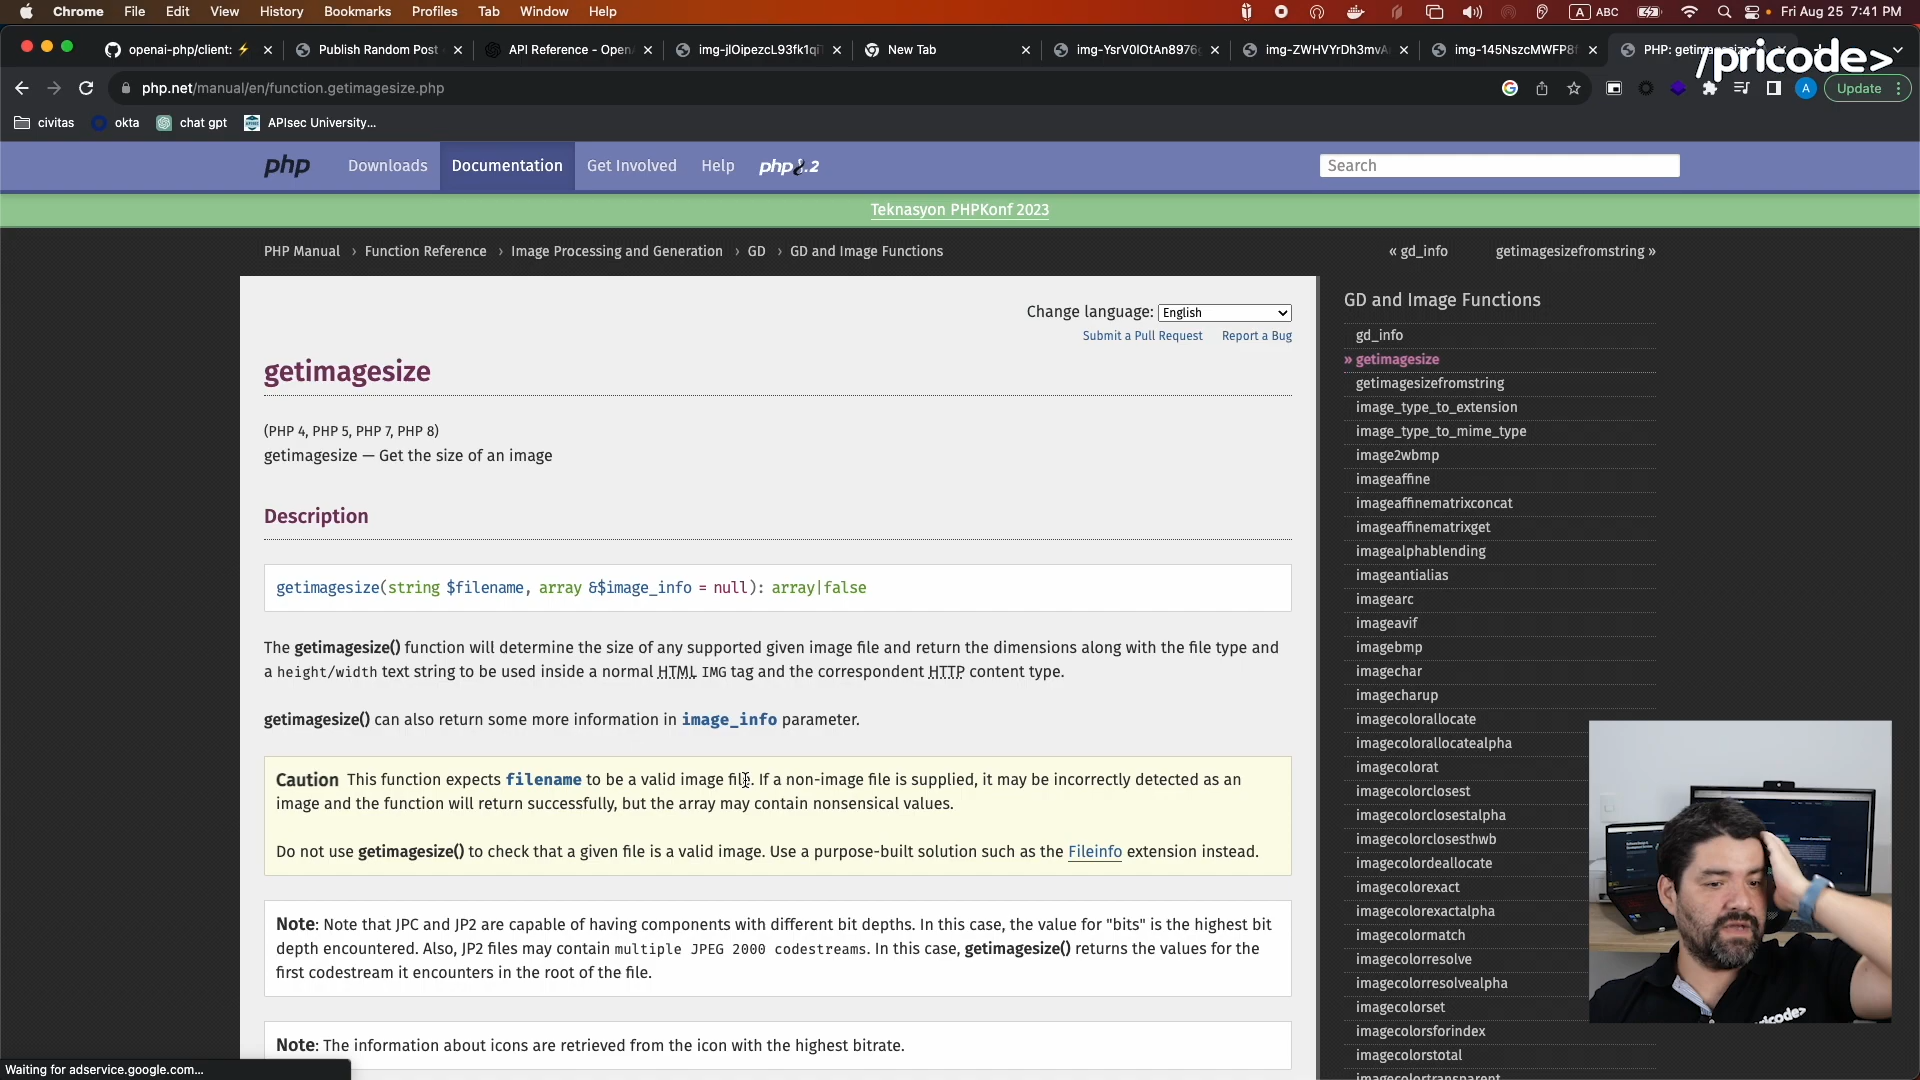 Chrome File Edit View History Bookmarks Profiles Tab Window Help
A ABC Fri Aug 25 7:41 PM
openai-php/client: ⚡ Publish Random Post API Reference - Open img-jlOipezcL93fk1qi New Tab img-YsrV0lOtAn8976 img-ZWHVYrDh3mvA img-145NszcMWFP8f PHP: getimagesize
/pricode>
php.net/manual/en/function.getimagesize.php
A Update
civitas okta chat gpt APIsec University...
php Downloads Documentation Get Involved Help php8.2 Search
Teknasyon PHPKonf 2023
PHP Manual › Function Reference › Image Processing and Generation › GD › GD and Image Functions
« gd_info getimagesizefromstring »
Change language: English
Submit a Pull Request Report a Bug
getimagesize
(PHP 4, PHP 5, PHP 7, PHP 8)
getimagesize — Get the size of an image
Description
getimagesize(string $filename, array &$image_info = null): array|false
The getimagesize() function will determine the size of any supported given image file and return the dimensions along with the file type and
a height/width text string to be used inside a normal HTML IMG tag and the correspondent HTTP content type.
getimagesize() can also return some more information in image_info parameter.
Caution This function expects filename to be a valid image file. If a non-image file is supplied, it may be incorrectly detected as an
image and the function will return successfully, but the array may contain nonsensical values.
Do not use getimagesize() to check that a given file is a valid image. Use a purpose-built solution such as the Fileinfo extension instead.
Note: Note that JPC and JP2 are capable of having components with different bit depths. In this case, the value for "bits" is the highest bit
depth encountered. Also, JP2 files may contain multiple JPEG 2000 codestreams. In this case, getimagesize() returns the values for the
first codestream it encounters in the root of the file.
Note: The information about icons are retrieved from the icon with the highest bitrate.
GD and Image Functions
gd_info
» getimagesize
getimagesizefromstring
image_type_to_extension
image_type_to_mime_type
image2wbmp
imageaffine
imageaffinematrixconcat
imageaffinematrixget
imagealphablending
imageantialias
imagearc
imageavif
imagebmp
imagechar
imagecharup
imagecolorallocate
imagecolorallocatealpha
imagecolorat
imagecolorclosest
imagecolorclosestalpha
imagecolorclosesthwb
imagecolordeallocate
imagecolorexact
imagecolorexactalpha
imagecolormatch
imagecolorresolve
imagecolorresolvealpha
imagecolorset
imagecolorsforindex
imagecolorstotal
imagecolortransparent
pricode>
Waiting for adservice.google.com...